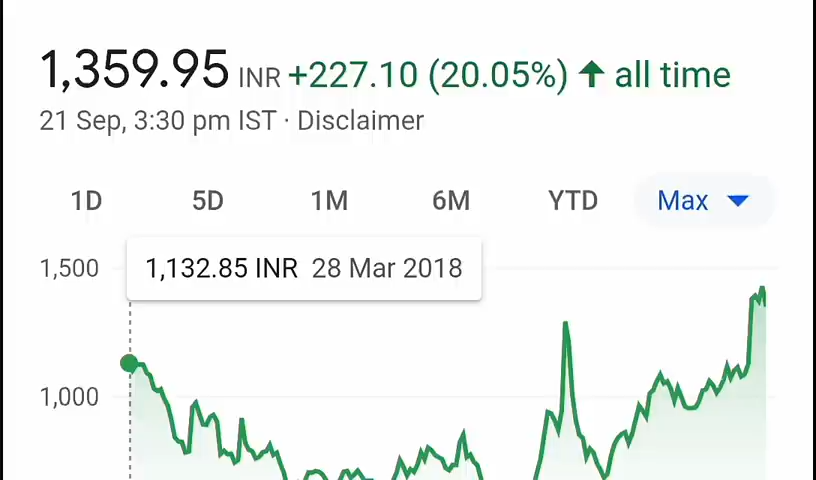 1,359.95 INR +227.10 (20.05%) ↑ all time
21 Sep, 3:30 pm IST · Disclaimer
1D 5D 1M 6M YTD Max
1,500
1,132.85 INR 28 Mar 2018
1,000